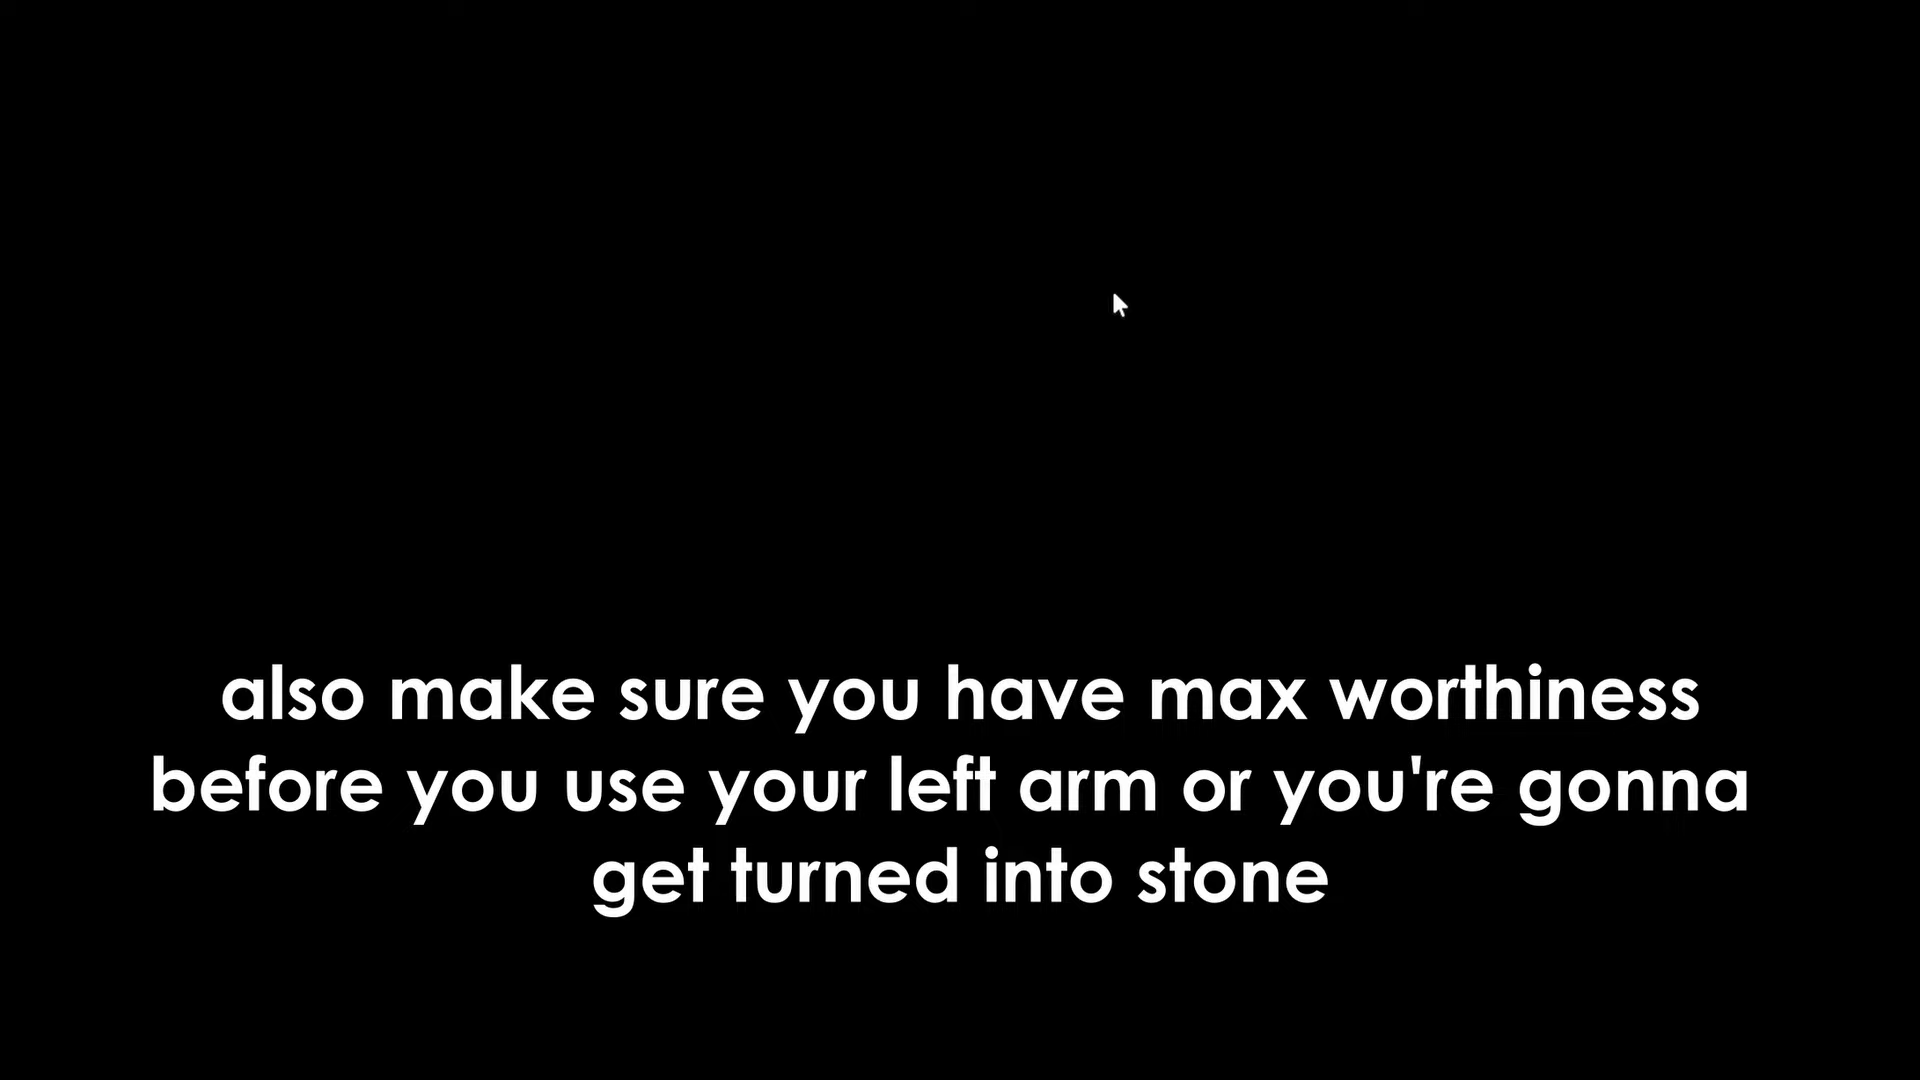 also make sure you have max worthiness
before you use your left arm or you're gonna
get turned into stone